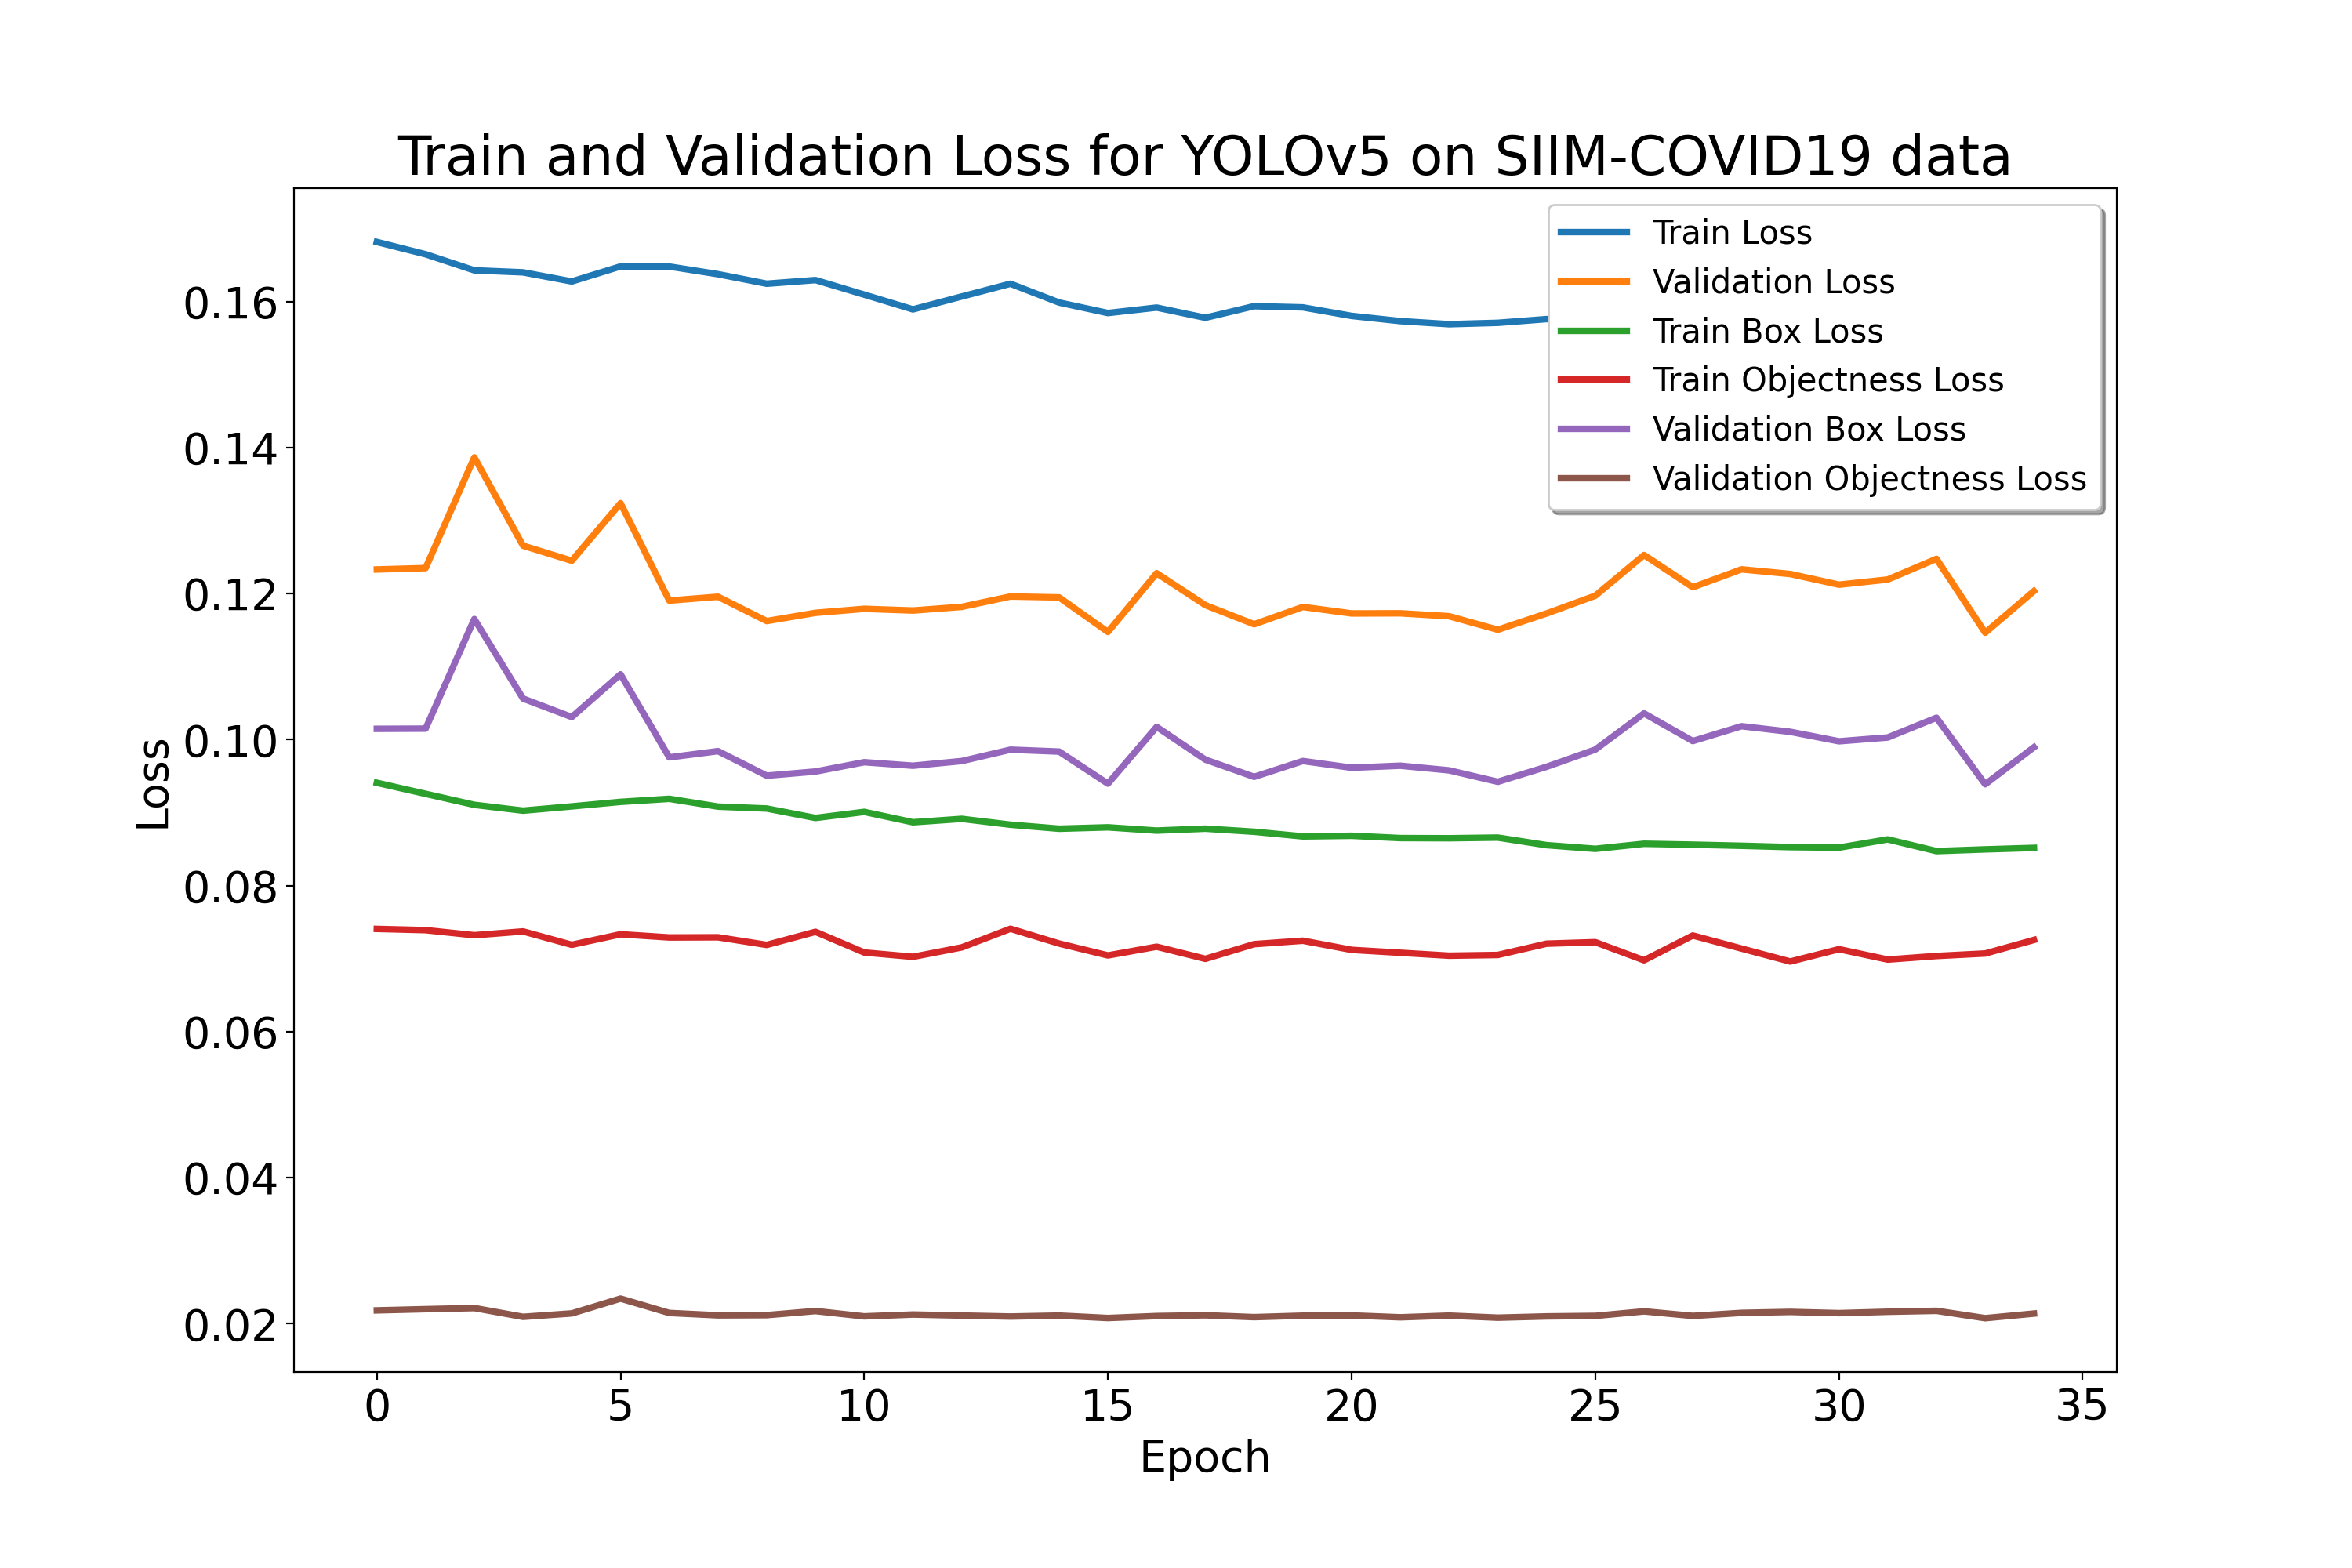 Train and Validation Loss for YOLOv5 on SIIM-COVID19 data
Train Loss
Validation Loss
Train Box Loss
Train Objectness Loss
Validation Box Loss
Validation Objectness Loss
0.16
0.14
0.12
0.10
0.08
0.06
0.04
0.02
Loss
0 5 10 15 20 25 30 35
Epoch